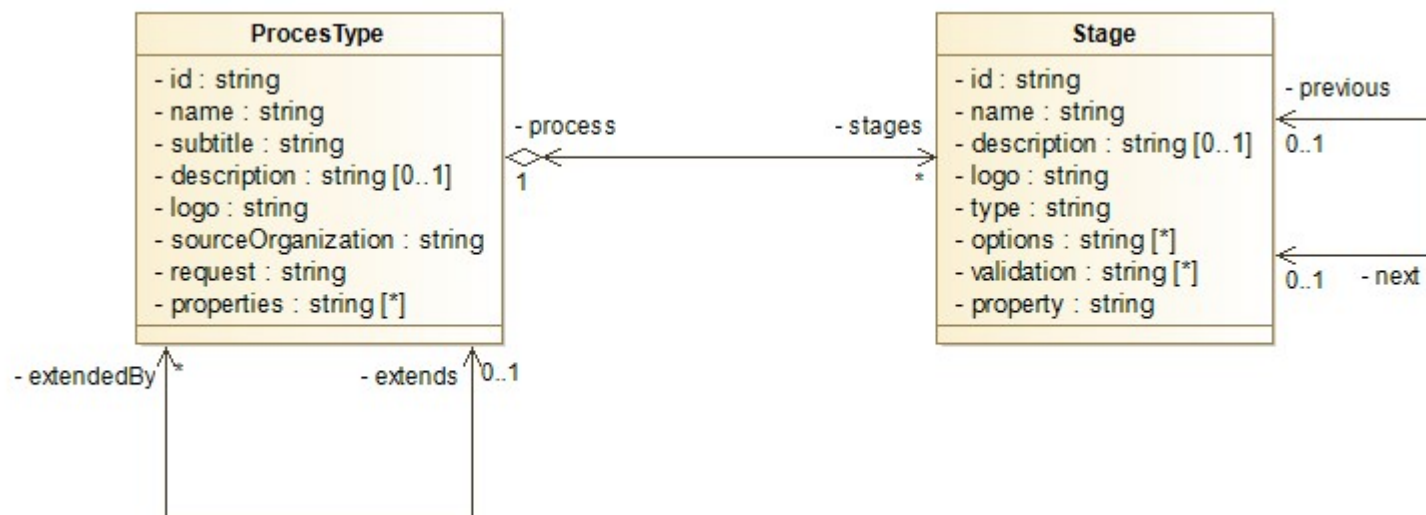 ProcesType
- id : string
- name : string
- subtitle : string
- description : string [0..1]
- logo : string
- sourceOrganization : string
- request : string
- properties : string [*]
- process
1
- stages
*
Stage
- id : string
- name : string
- description : string [0..1]
- logo : string
- type : string
- options : string [*]
- validation : string [*]
- property : string
- previous
0..1
0..1
- next
- extendedBy
*
- extends
0..1